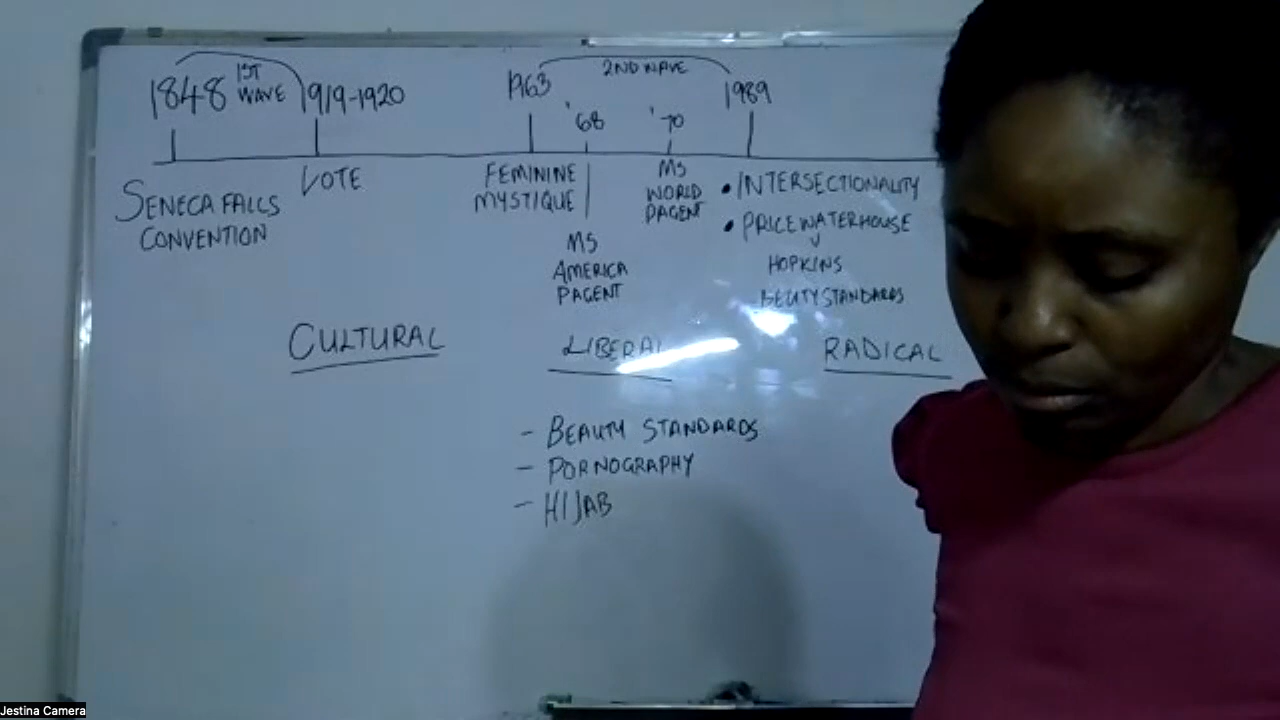 1848 1ST WAVE 1919-1920 1963 2ND WAVE 1989
'68 '70
SENECA FALLS CONVENTION
VOTE
FEMININE MYSTIQUE
MS AMERICA PAGENT
MS WORLD PAGENT
• INTERSECTIONALITY
• PRICEWATERHOUSE
V
HOPKINS
BEUTY STANDARDS
CULTURAL LIBERAL RADICAL
- BEAUTY STANDARDS
- PORNOGRAPHY
- HIJAB
Jestina Camera